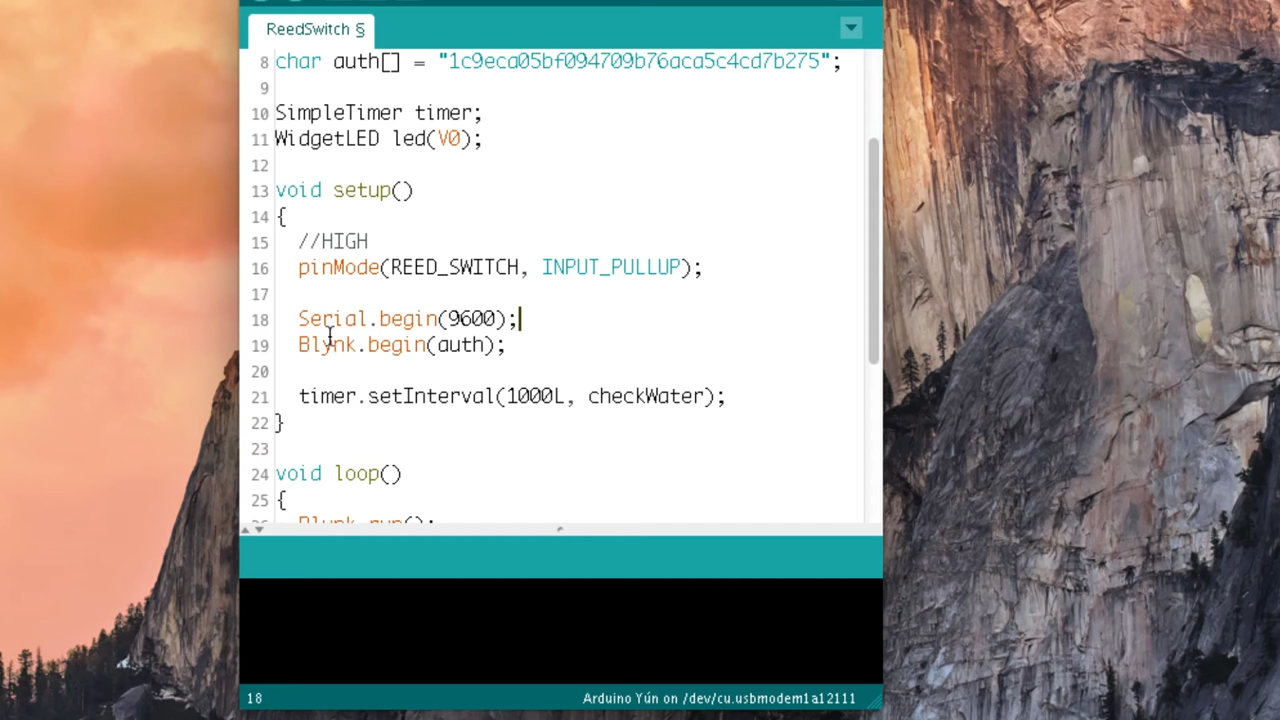 ReedSwitch §
8 char auth[] = "1c9eca05bf094709b76aca5c4cd7b275";
9
10 SimpleTimer timer;
11 WidgetLED led(V0);
12
13 void setup()
14 {
15 //HIGH
16 pinMode(REED_SWITCH, INPUT_PULLUP);
17
18 Serial.begin(9600);
19 Blynk.begin(auth);
20
21 timer.setInterval(1000L, checkWater);
22 }
23
24 void loop()
25 {
Blynk.run();
18
Arduino Yún on /dev/cu.usbmodem1a12111